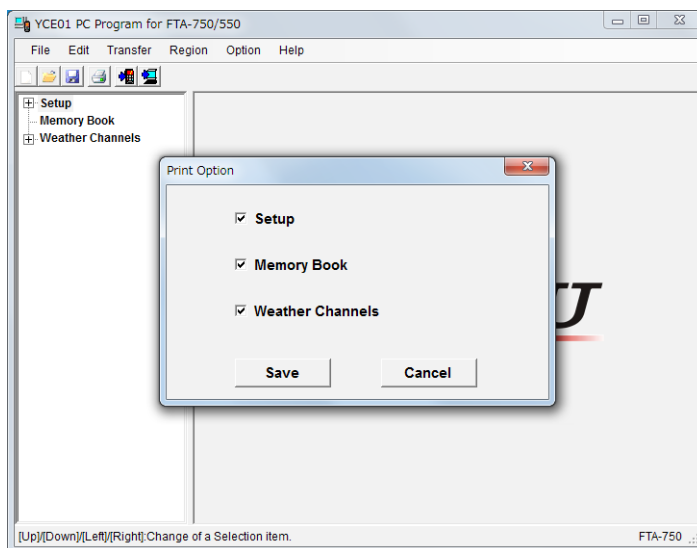 YCE01 PC Program for FTA-750/550
File Edit Transfer Region Option Help
Setup
Memory Book
Weather Channels
Print Option
Setup
Memory Book
Weather Channels
Save Cancel
U
[Up]/[Down]/[Left]/[Right]:Change of a Selection item. FTA-750